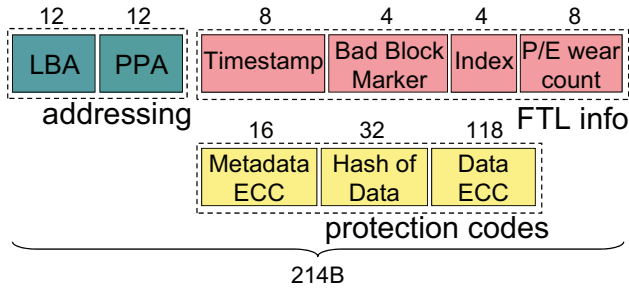 12 12 8 4 4 8
LBA PPA Timestamp Bad Block Marker Index P/E wear count
addressing FTL info
16 32 118
Metadata ECC Hash of Data Data ECC
protection codes
214B